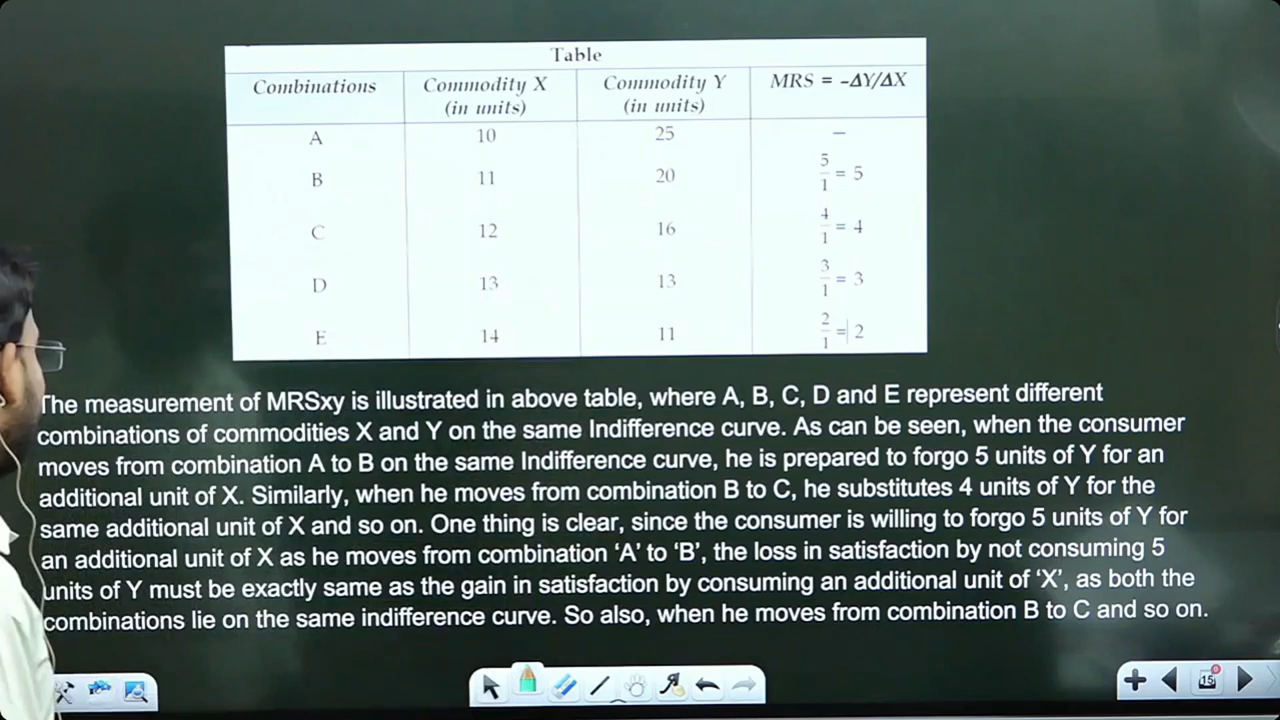 Table
Combinations Commodity X (in units) Commodity Y (in units) MRS = –ΔY/ΔX
A 10 25 –
B 11 20 5/1 = 5
C 12 16 4/1 = 4
D 13 13 3/1 = 3
E 14 11 2/1 = 2
The measurement of MRSxy is illustrated in above table, where A, B, C, D and E represent different
combinations of commodities X and Y on the same Indifference curve. As can be seen, when the consumer
moves from combination A to B on the same Indifference curve, he is prepared to forgo 5 units of Y for an
additional unit of X. Similarly, when he moves from combination B to C, he substitutes 4 units of Y for the
same additional unit of X and so on. One thing is clear, since the consumer is willing to forgo 5 units of Y for
an additional unit of X as he moves from combination ‘A’ to ‘B’, the loss in satisfaction by not consuming 5
units of Y must be exactly same as the gain in satisfaction by consuming an additional unit of ‘X’, as both the
combinations lie on the same indifference curve. So also, when he moves from combination B to C and so on.
15
0